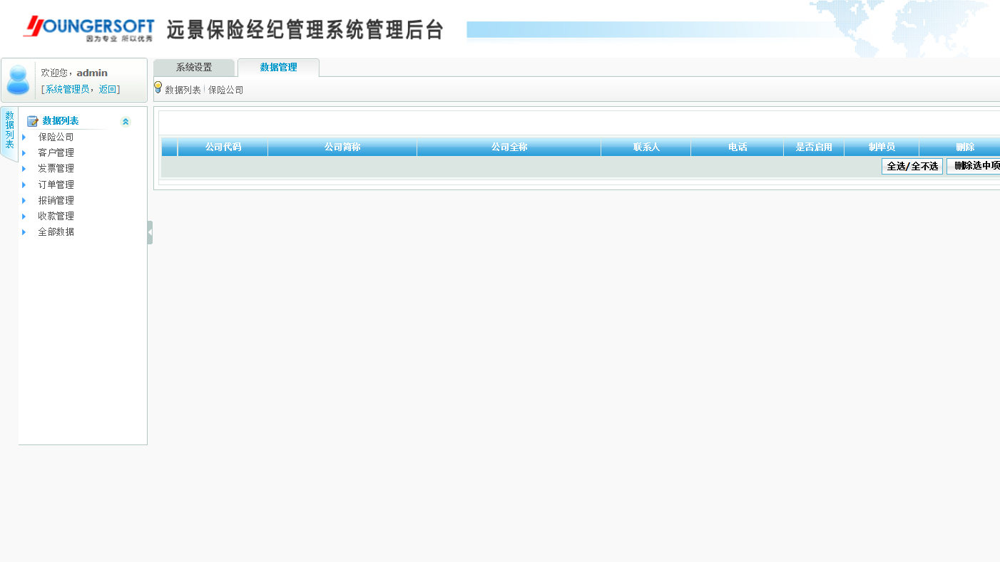 YOUNGERSOFT
因为专业 所以优秀
远景保险经纪管理系统管理后台
欢迎您，admin
[系统管理员，返回]
系统设置
数据管理
数据列表 保险公司
数据列表
数据列表
保险公司
客户管理
发票管理
订单管理
报销管理
收款管理
全部数据
公司代码 公司简称 公司全称 联系人 电话 是否启用 制单员 删除
全选/全不选 删除选中项